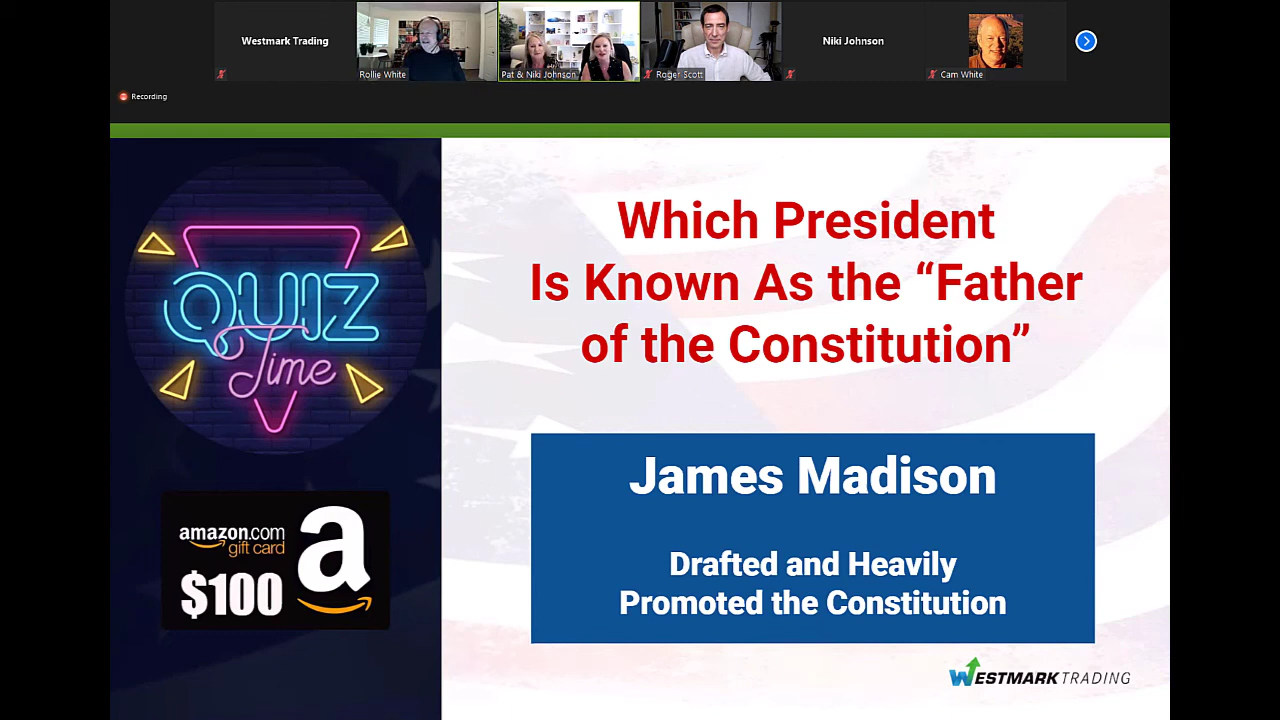 Westmark Trading
Rollie White
Pat & Niki Johnson
Roger Scott
Niki Johnson
Cam White
Recording
QUIZ
Time
amazon.com
gift card
$100
a
Which President
Is Known As the “Father
of the Constitution”
James Madison
Drafted and Heavily
Promoted the Constitution
WESTMARK TRADING